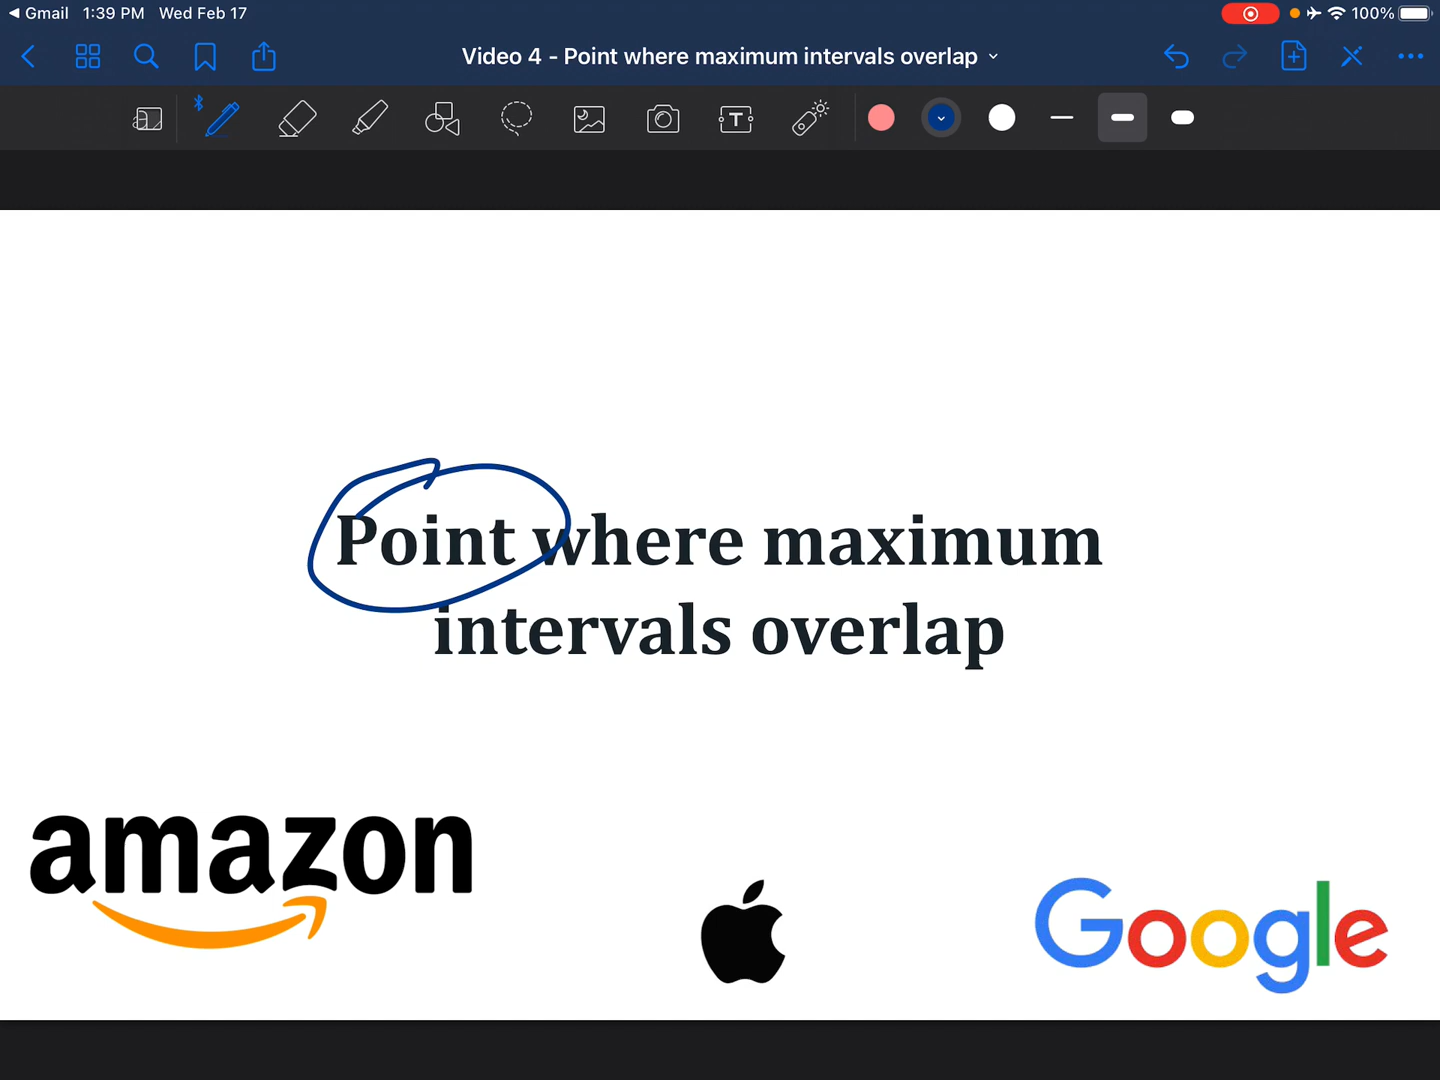 Gmail 1:39 PM Wed Feb 17 100%
Video 4 - Point where maximum intervals overlap
T
Point where maximum
intervals overlap
amazon
Google